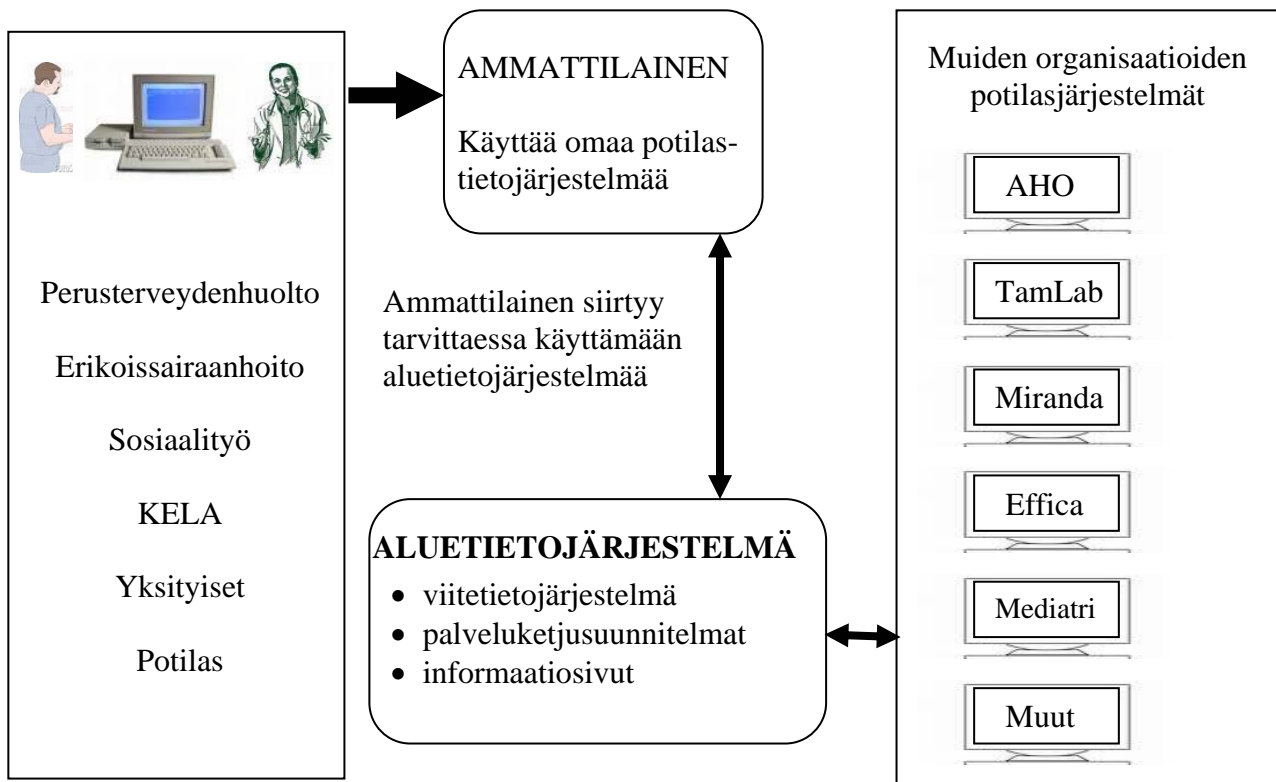 AMMATTILAINEN
Käyttää omaa potilas-
tietojärjestelmää
Perusterveydenhuolto
Erikoissairaanhoito
Sosiaalityö
KELA
Yksityiset
Potilas
Ammattilainen siirtyy
tarvittaessa käyttämään
aluetietojärjestelmää
ALUETIETOJÄRJESTELMÄ
• viitetietojärjestelmä
• palveluketjusuunnitelmat
• informaatiosivut
Muiden organisaatioiden
potilasjärjestelmät
AHO
TamLab
Miranda
Effica
Mediatri
Muut